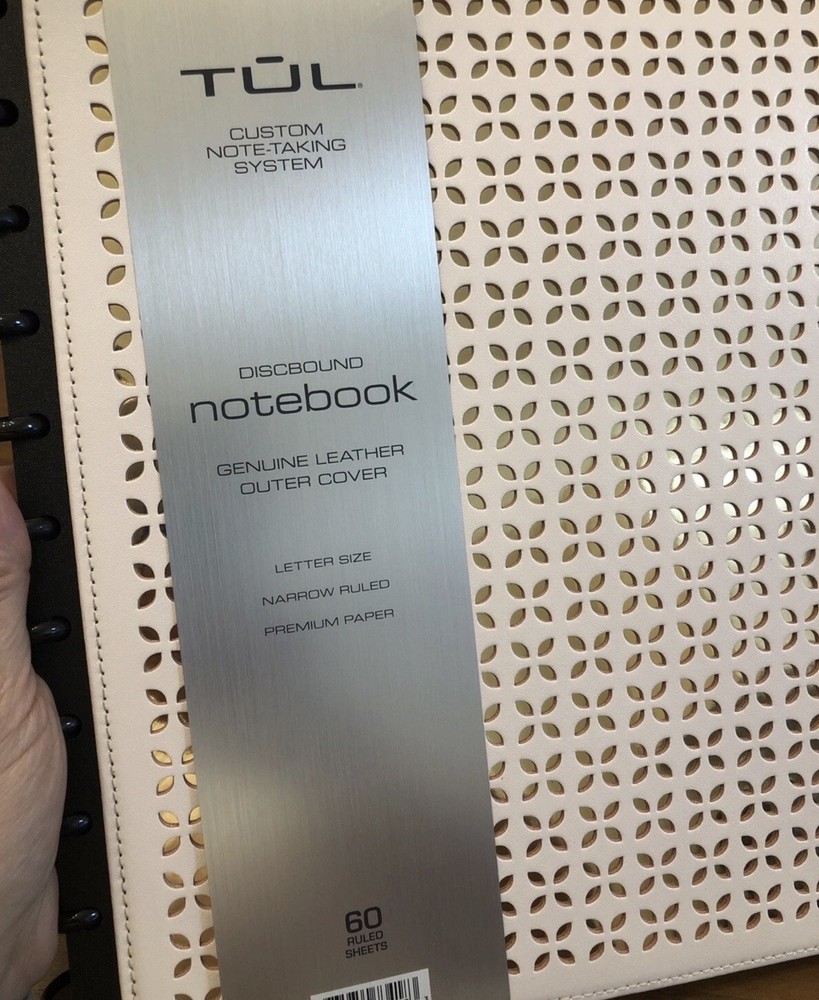 TŪL®
CUSTOM
NOTE-TAKING
SYSTEM
DISCBOUND
notebook
GENUINE LEATHER
OUTER COVER
LETTER SIZE
NARROW RULED
PREMIUM PAPER
60
RULED
SHEETS